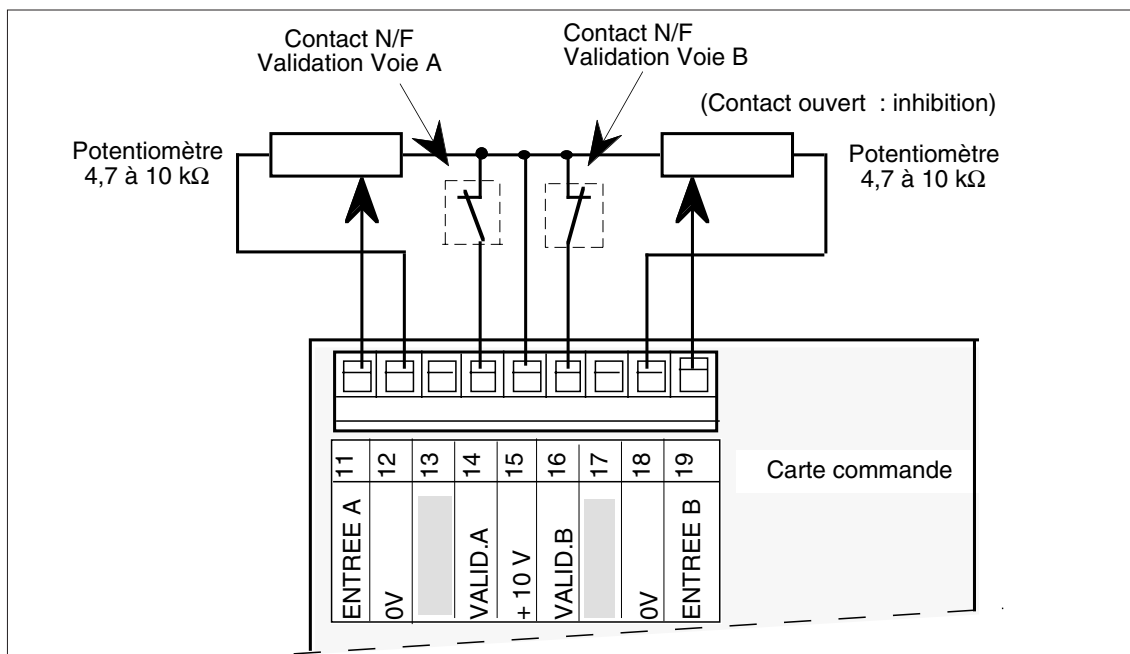 Contact N/F
Validation Voie A
Contact N/F
Validation Voie B
(Contact ouvert : inhibition)
Potentiomètre
4,7 à 10 kΩ
Potentiomètre
4,7 à 10 kΩ
11
12
13
14
15
16
17
18
19
Carte commande
ENTREE A
0V
VALID.A
+ 10 V
VALID.B
0V
ENTREE B